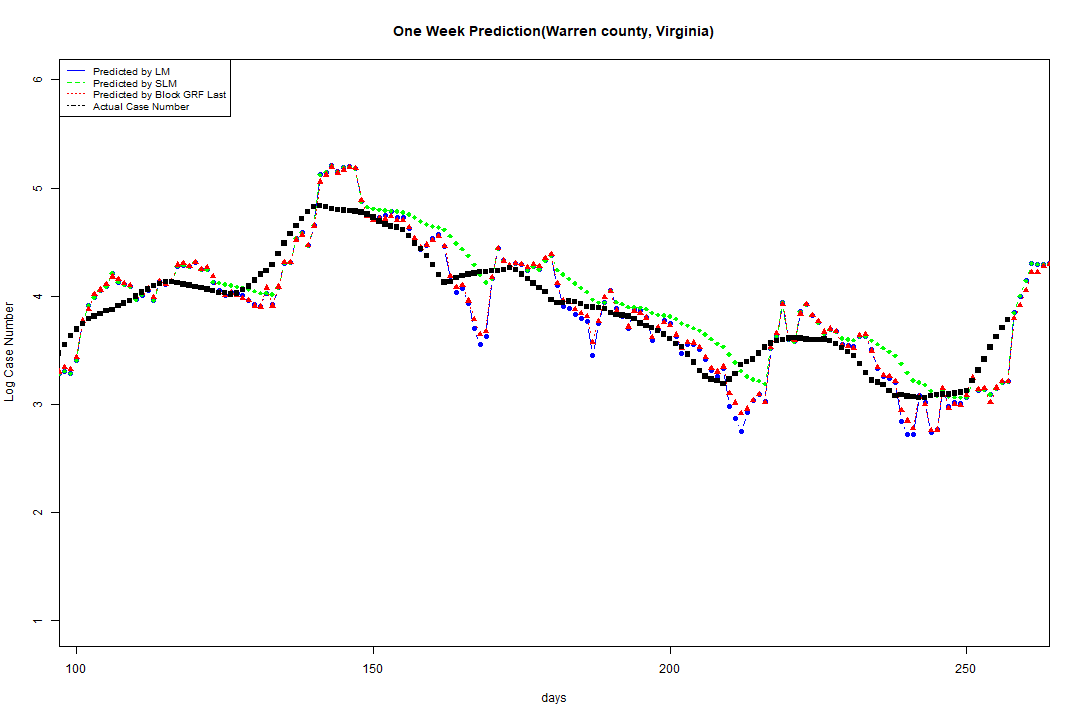 One Week Prediction(Warren county, Virginia)
Predicted by LM
Predicted by SLM
Predicted by Block GRF Last
Actual Case Number
6
5
4
3
2
1
Log Case Number
100 150 200 250
days